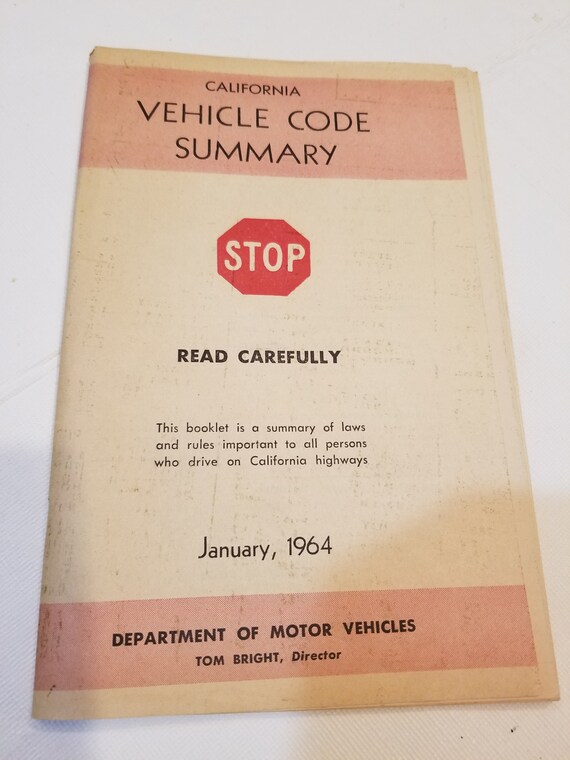 CALIFORNIA
VEHICLE CODE
SUMMARY
STOP
READ CAREFULLY
This booklet is a summary of laws
and rules important to all persons
who drive on California highways
January, 1964
DEPARTMENT OF MOTOR VEHICLES
TOM BRIGHT, Director